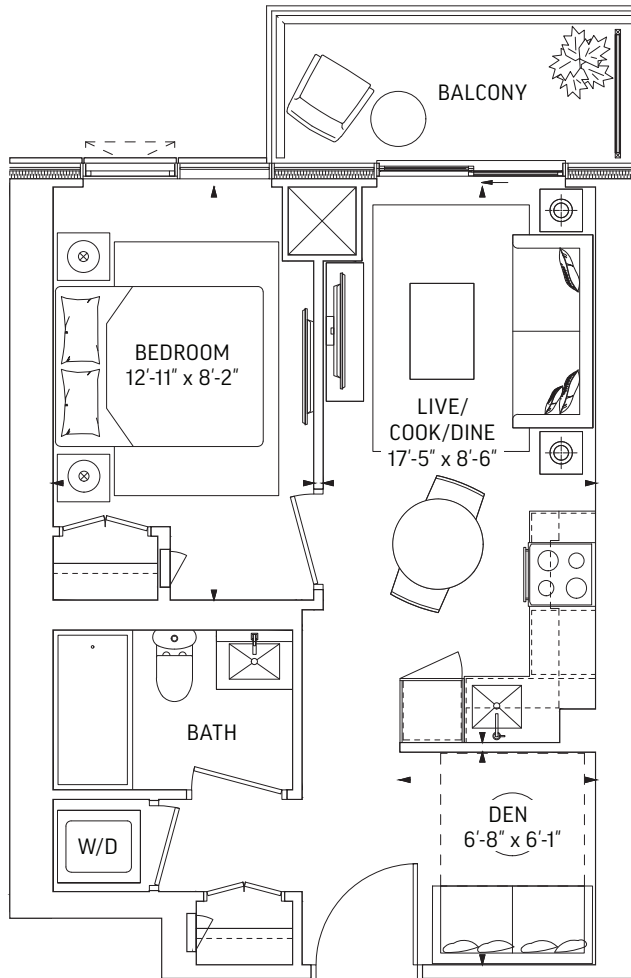 BALCONY
BEDROOM
12'-11" x 8'-2"
LIVE/
COOK/DINE
17'-5" x 8'-6"
BATH
W/D
DEN
6'-8" x 6'-1"